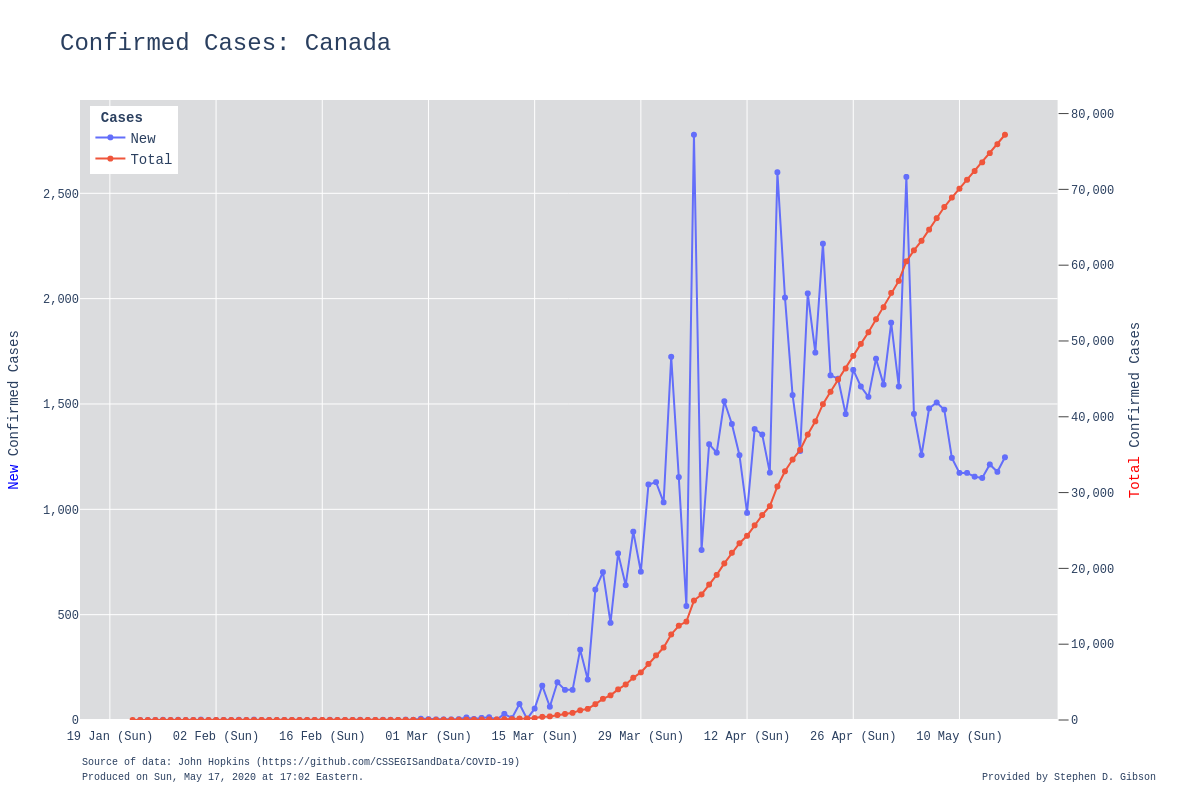 Confirmed Cases: Canada
Cases
New
Total
2,500
2,000
1,500
1,000
500
0
New Confirmed Cases
80,000
70,000
60,000
50,000
40,000
30,000
20,000
10,000
0
Total Confirmed Cases
19 Jan (Sun) 02 Feb (Sun) 16 Feb (Sun) 01 Mar (Sun) 15 Mar (Sun) 29 Mar (Sun) 12 Apr (Sun) 26 Apr (Sun) 10 May (Sun)
Source of data: John Hopkins (https://github.com/CSSEGISandData/COVID-19)
Produced on Sun, May 17, 2020 at 17:02 Eastern.
Provided by Stephen D. Gibson